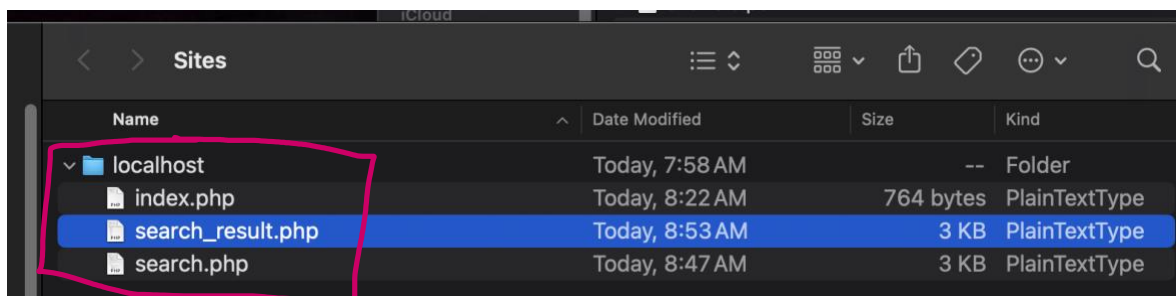 iCloud
Sites
Name Date Modified Size Kind
localhost Today, 7:58 AM -- Folder
index.php Today, 8:22 AM 764 bytes PlainTextType
search_result.php Today, 8:53 AM 3 KB PlainTextType
search.php Today, 8:47 AM 3 KB PlainTextType